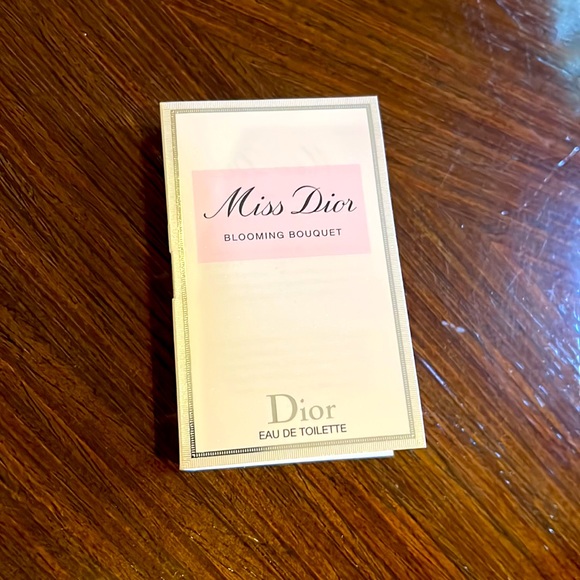 Miss Dior
BLOOMING BOUQUET
Dior
EAU DE TOILETTE